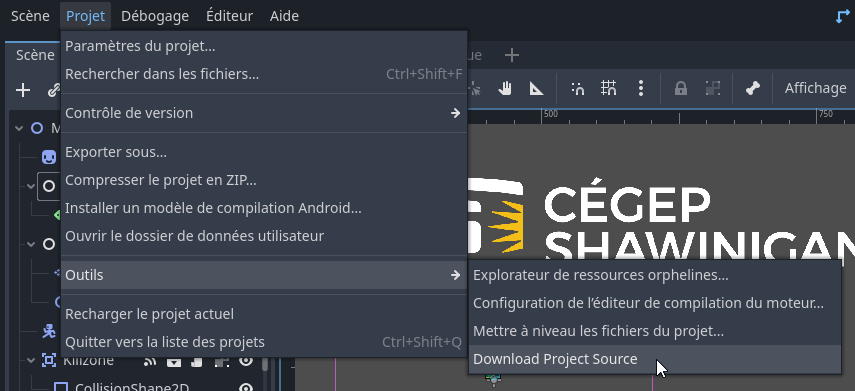 Scène Projet Débogage Éditeur Aide
Scène
Paramètres du projet...
Rechercher dans les fichiers... Ctrl+Shift+F
Contrôle de version
Exporter sous...
Compresser le projet en ZIP...
Installer un modèle de compilation Android...
Ouvrir le dossier de données utilisateur
Outils
Recharger le projet actuel
Quitter vers la liste des projets Ctrl+Shift+Q
Affichage
500 750
CÉGEP
SHAWINIGAN
Explorateur de ressources orphelines...
Configuration de l’éditeur de compilation du moteur...
Mettre à niveau les fichiers du projet...
Download Project Source
Killzone
CollisionShape2D